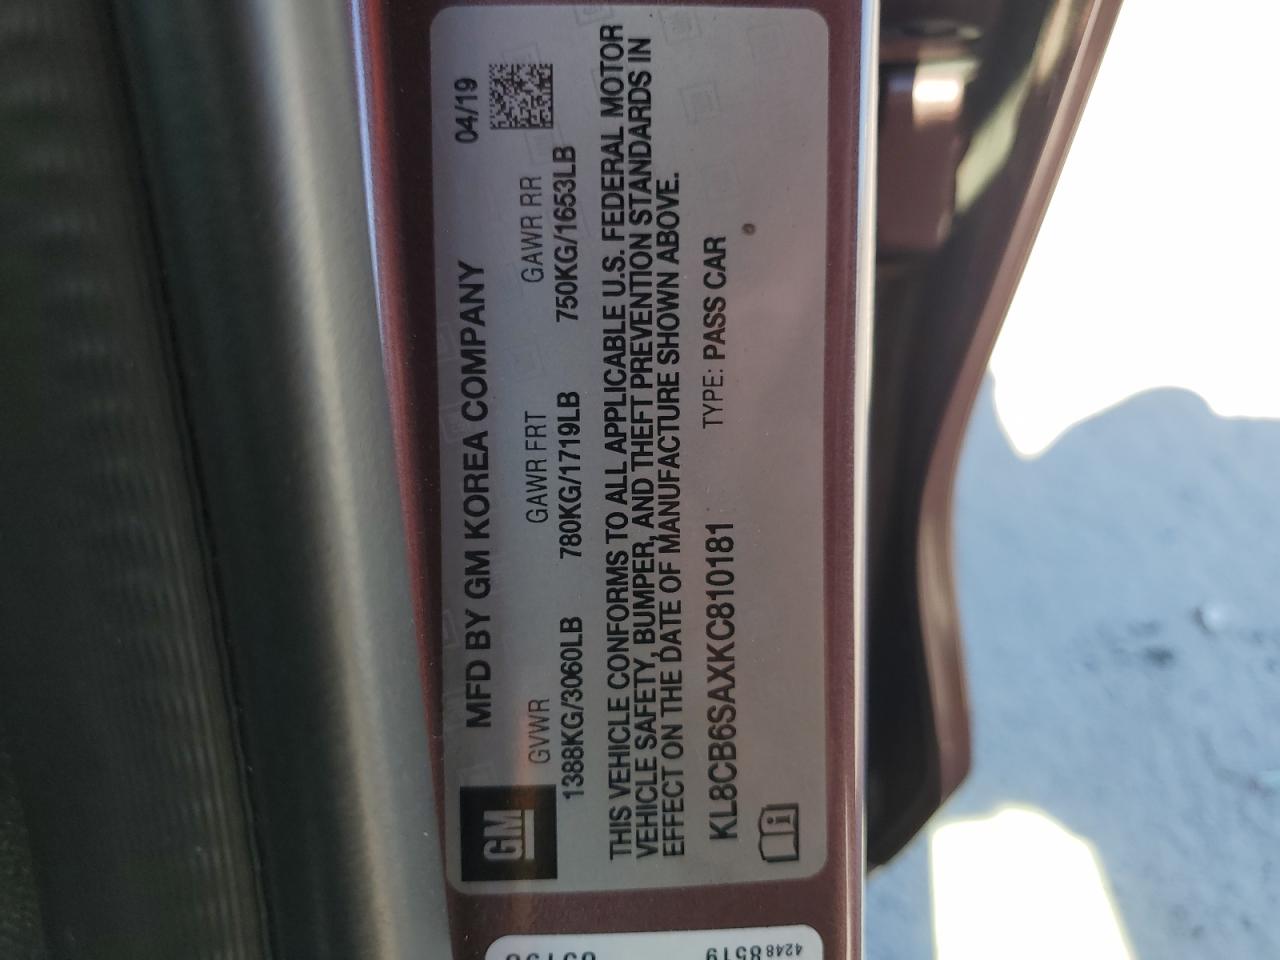 GM
MFD BY GM KOREA COMPANY 04/19
GVWR GAWR FRT GAWR RR
1388KG/3060LB 780KG/1719LB 750KG/1653LB
THIS VEHICLE CONFORMS TO ALL APPLICABLE U.S. FEDERAL MOTOR
VEHICLE SAFETY, BUMPER, AND THEFT PREVENTION STANDARDS IN
EFFECT ON THE DATE OF MANUFACTURE SHOWN ABOVE.
KL8CB6SAXKC810181 TYPE: PASS CAR
42488519